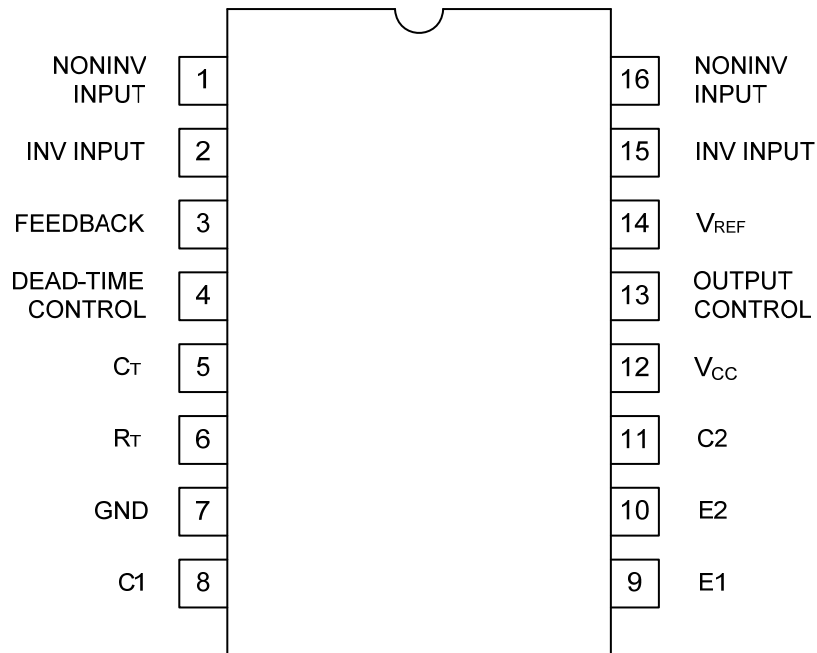 NONINV
INPUT
1
INV INPUT
2
FEEDBACK
3
DEAD-TIME
CONTROL
4
CT
5
RT
6
GND
7
C1
8
16
NONINV
INPUT
15
INV INPUT
14
VREF
13
OUTPUT
CONTROL
12
VCC
11
C2
10
E2
9
E1